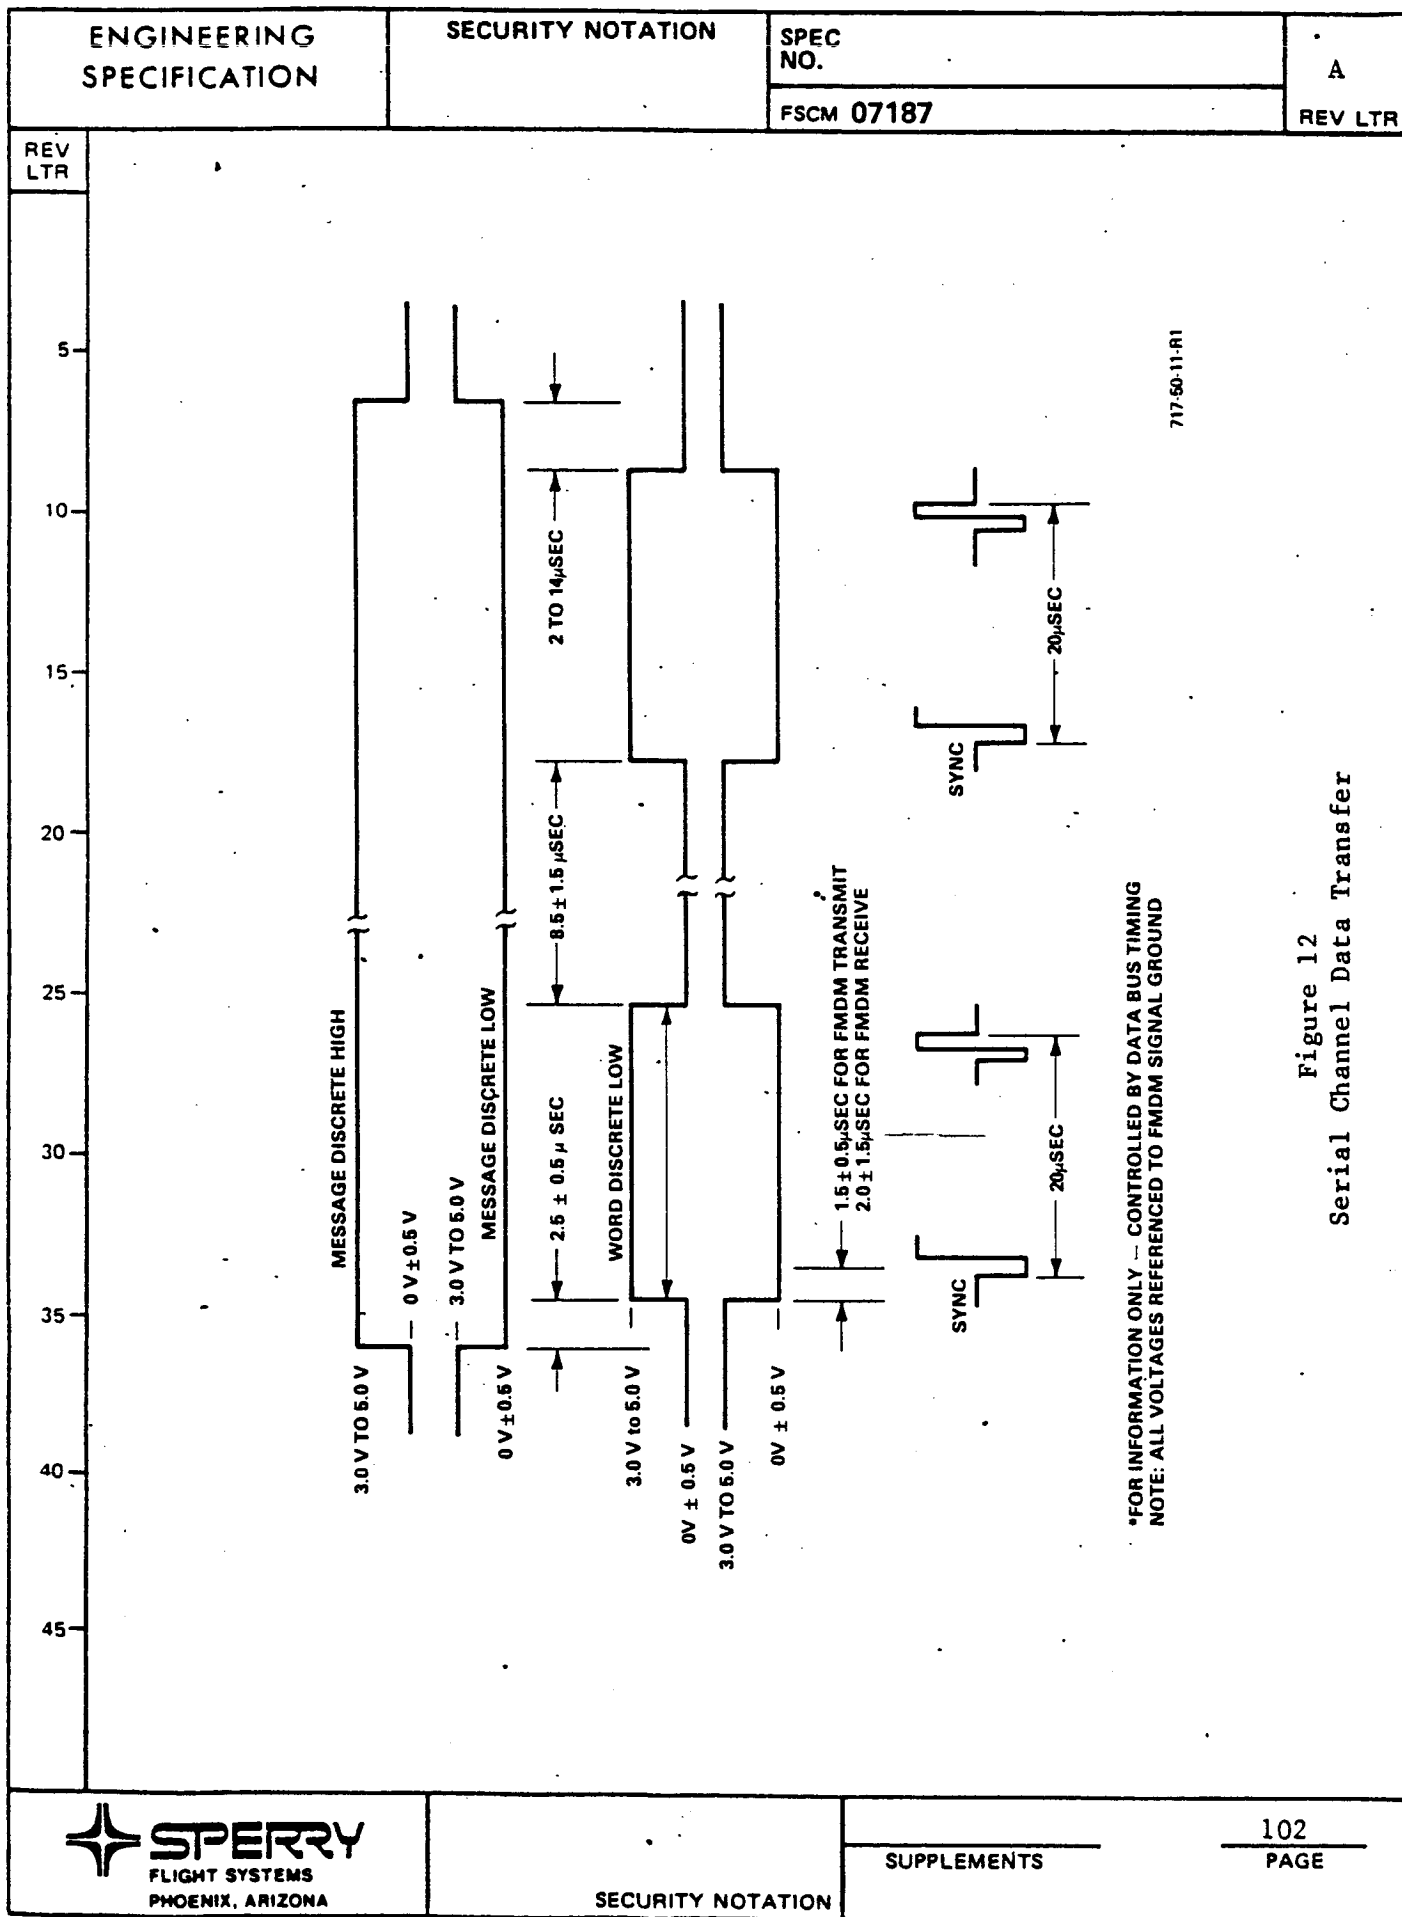 ENGINEERING
SPECIFICATION
SECURITY NOTATION
SPEC
NO.
FSCM 07187
A
REV LTR
REV
LTR
5
10
15
20
25
30
35
40
45
MESSAGE DISCRETE HIGH
3.0 V TO 5.0 V
0 V ± 0.5 V
3.0 V TO 5.0 V
MESSAGE DISCRETE LOW
0 V ± 0.5 V
2.5 ± 0.5 μ SEC
8.5 ± 1.5 μSEC
2 TO 14μSEC
WORD DISCRETE LOW
3.0 V to 5.0 V
0V ± 0.5 V
3.0 V TO 5.0 V
0V ± 0.5 V
1.5 ± 0.5μSEC FOR FMDM TRANSMIT
2.0 ± 1.5μSEC FOR FMDM RECEIVE
SYNC
SYNC
20μSEC
20μSEC
*FOR INFORMATION ONLY – CONTROLLED BY DATA BUS TIMING
NOTE: ALL VOLTAGES REFERENCED TO FMDM SIGNAL GROUND
717-50-11-R1
Figure 12
Serial Channel Data Transfer
SPERRY
FLIGHT SYSTEMS
PHOENIX, ARIZONA
SECURITY NOTATION
SUPPLEMENTS
102
PAGE